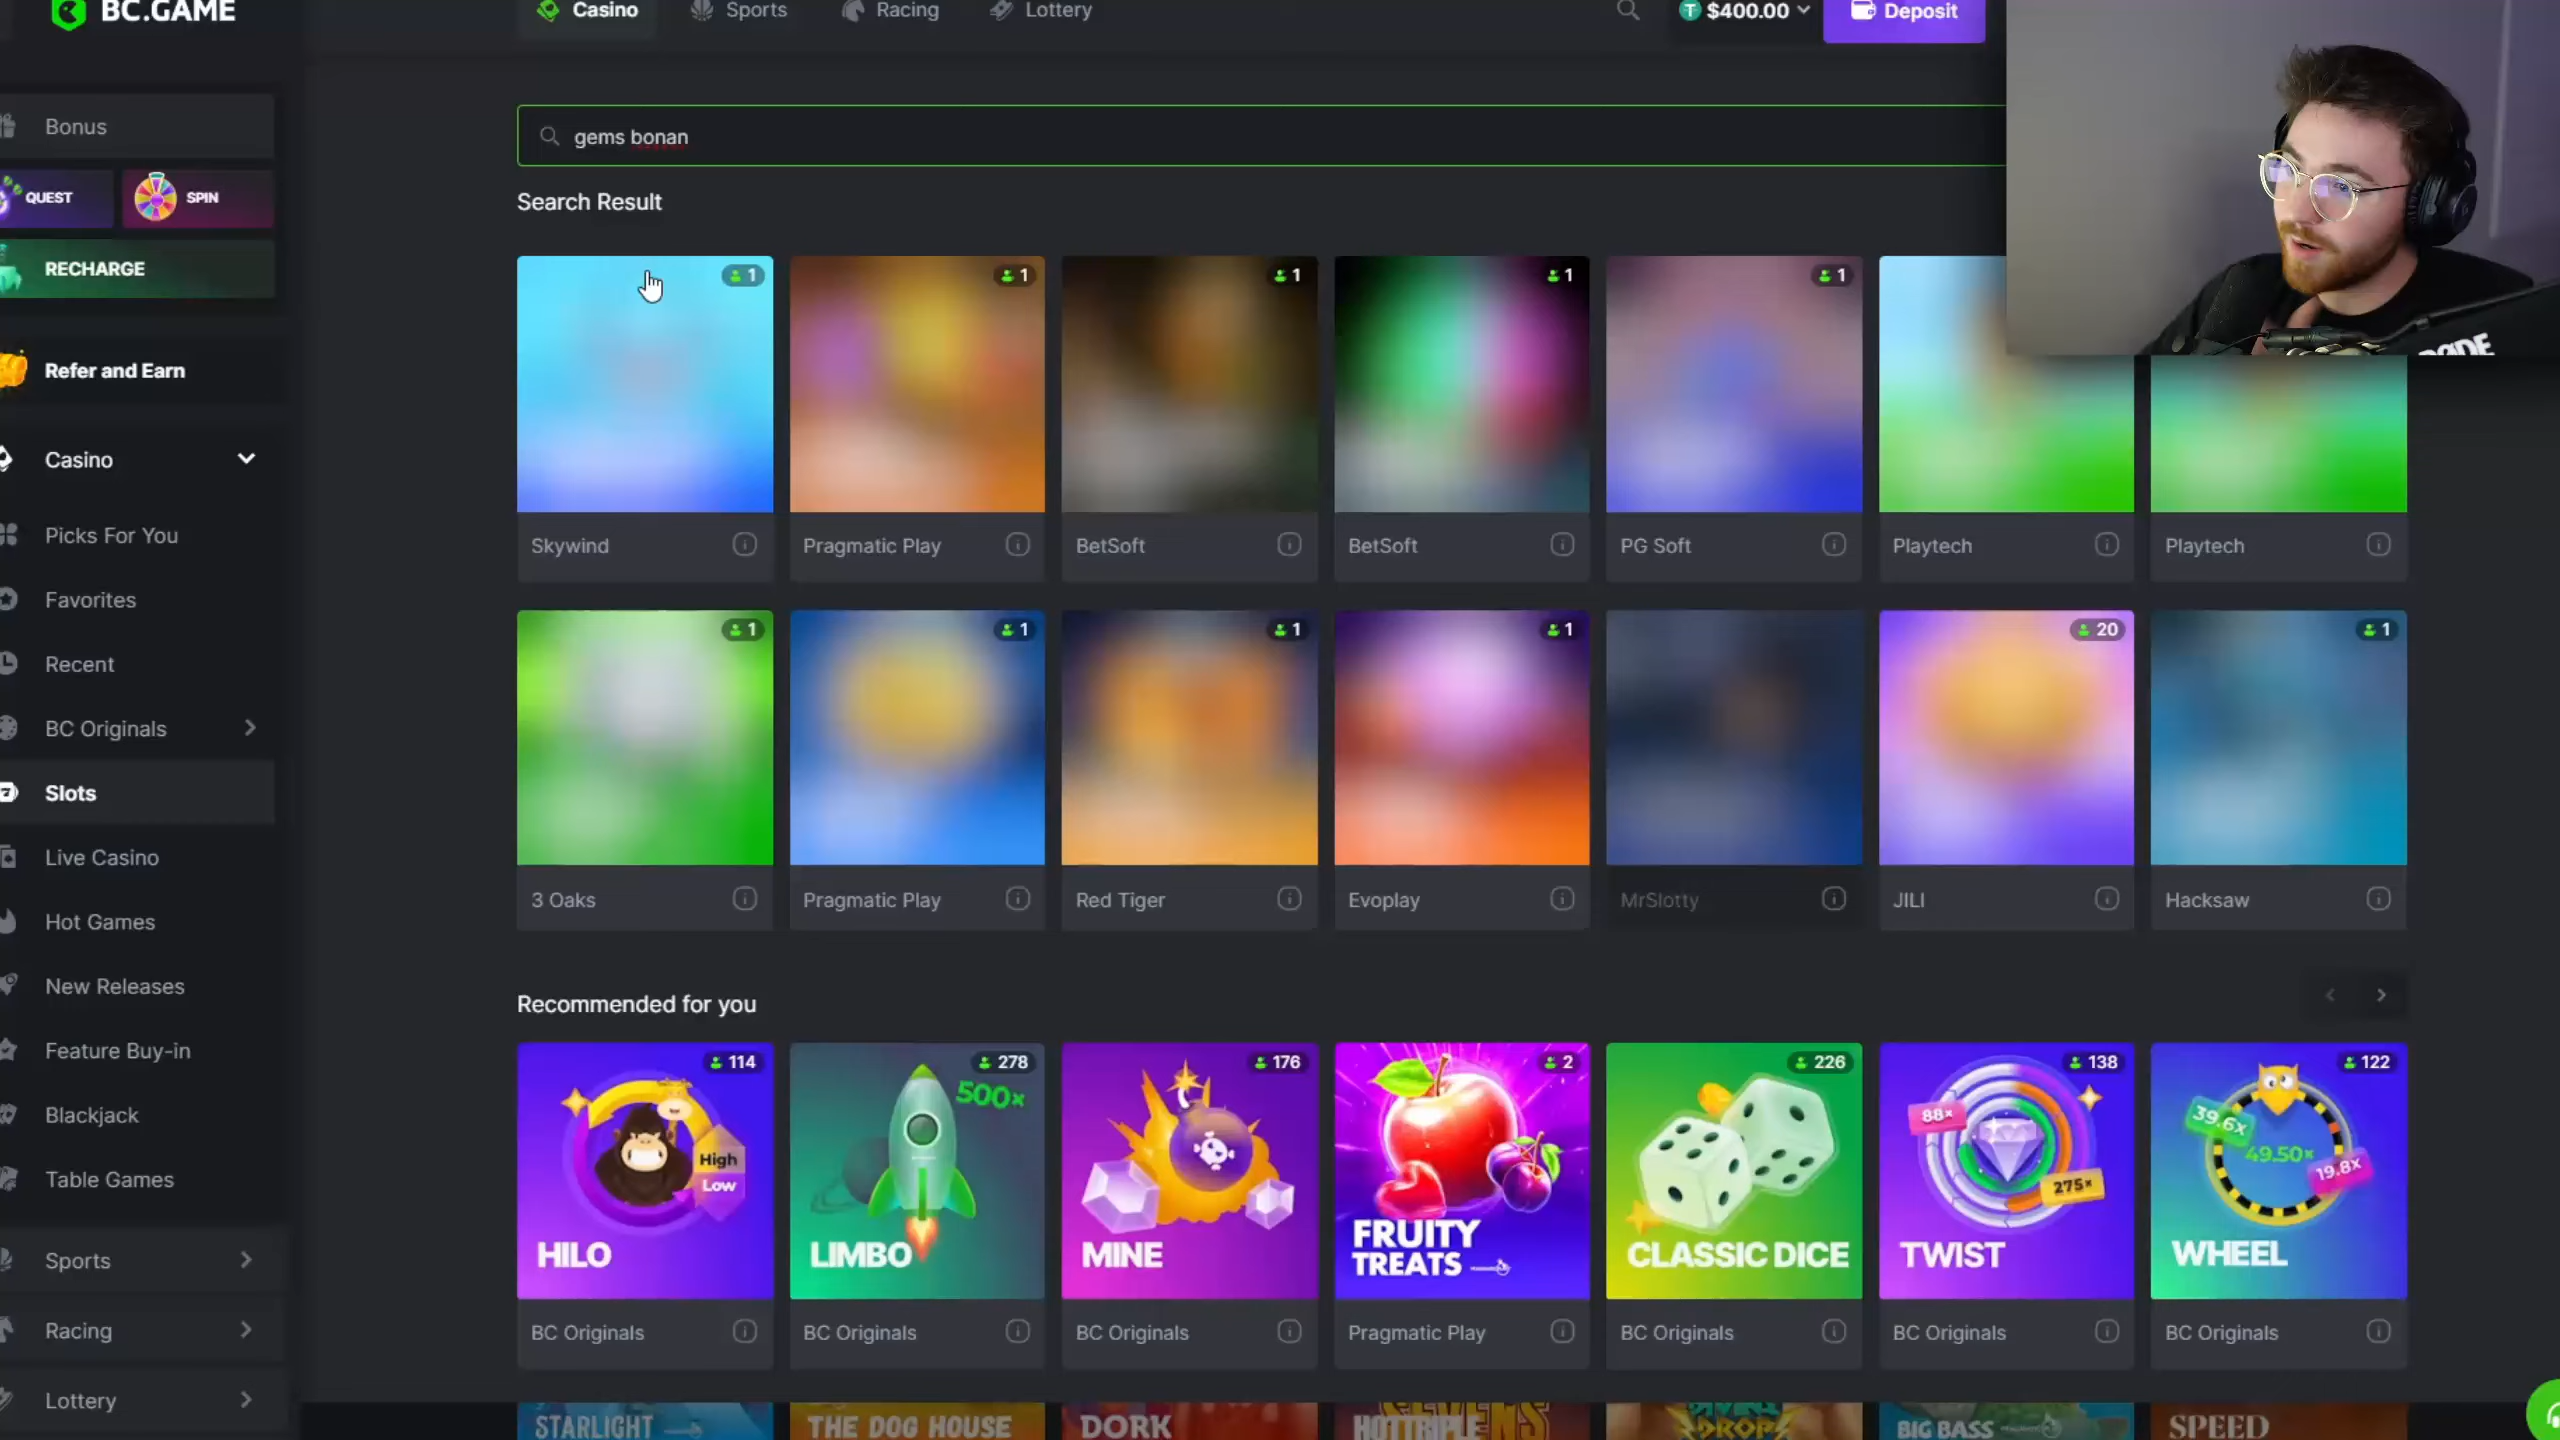 BC.GAME
Casino
Sports
Racing
Lottery
$400.00
Deposit
Bonus
QUEST
SPIN
RECHARGE
Refer and Earn
Casino
Picks For You
Favorites
Recent
BC Originals
Slots
Live Casino
Hot Games
New Releases
Feature Buy-in
Blackjack
Table Games
Sports
Racing
Lottery
gems bonan
Search Result
1
1
1
1
1
Skywind
Pragmatic Play
BetSoft
BetSoft
PG Soft
Playtech
Playtech
1
1
1
1
20
1
3 Oaks
Pragmatic Play
Red Tiger
Evoplay
MrSlotty
JILI
Hacksaw
Recommended for you
114
High
Low
HILO
278
500x
LIMBO
176
MINE
2
FRUITY
TREATS
226
CLASSIC DICE
138
88x
275x
TWIST
122
39.6x
49.50x
19.8x
WHEEL
BC Originals
BC Originals
BC Originals
Pragmatic Play
BC Originals
BC Originals
BC Originals
STARLIGHT
THE DOG HOUSE
DORK
SEVENS
HOT TRIPLE
DROP
BIG BASS
SPEED